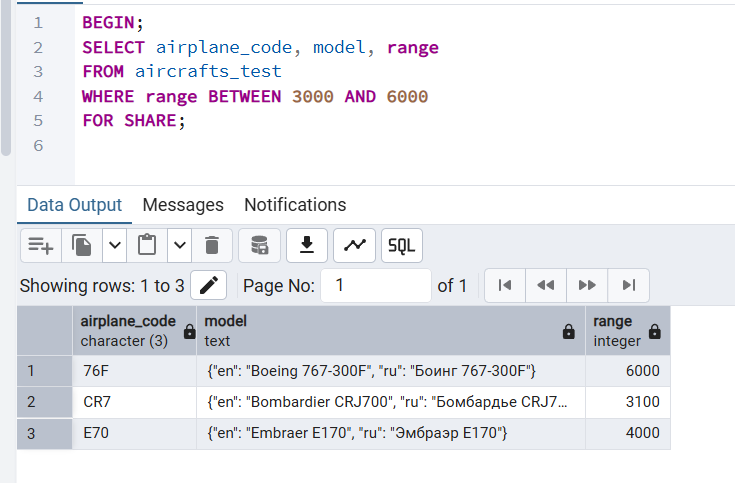 1 BEGIN;
2 SELECT airplane_code, model, range
3 FROM aircrafts_test
4 WHERE range BETWEEN 3000 AND 6000
5 FOR SHARE;
6
Data Output Messages Notifications
SQL
Showing rows: 1 to 3 Page No: 1 of 1
airplane_code model range
character (3) text integer
1 76F {"en": "Boeing 767-300F", "ru": "Боинг 767-300F"} 6000
2 CR7 {"en": "Bombardier CRJ700", "ru": "Бомбардье CRJ7... 3100
3 E70 {"en": "Embraer E170", "ru": "Эмбраэр E170"} 4000